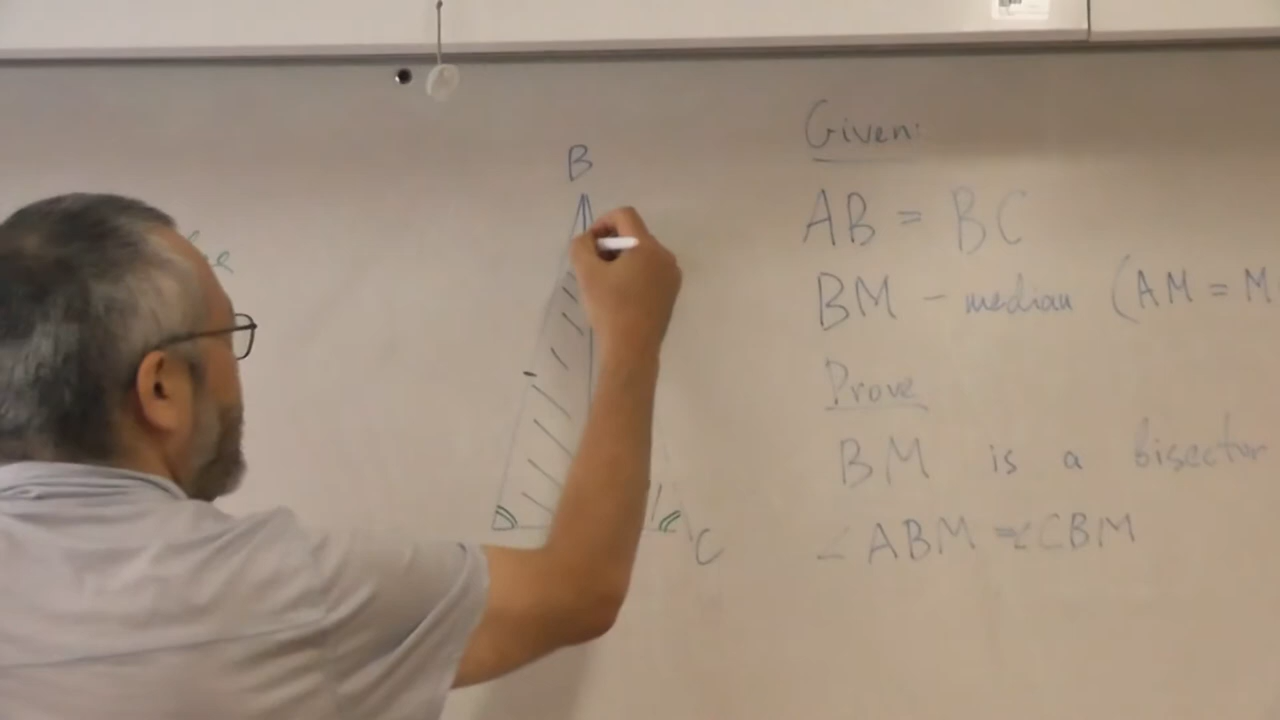 B
C
Given:
AB = BC
BM - median (AM = M
Prove
BM is a bisector
∠ABM = ∠CBM